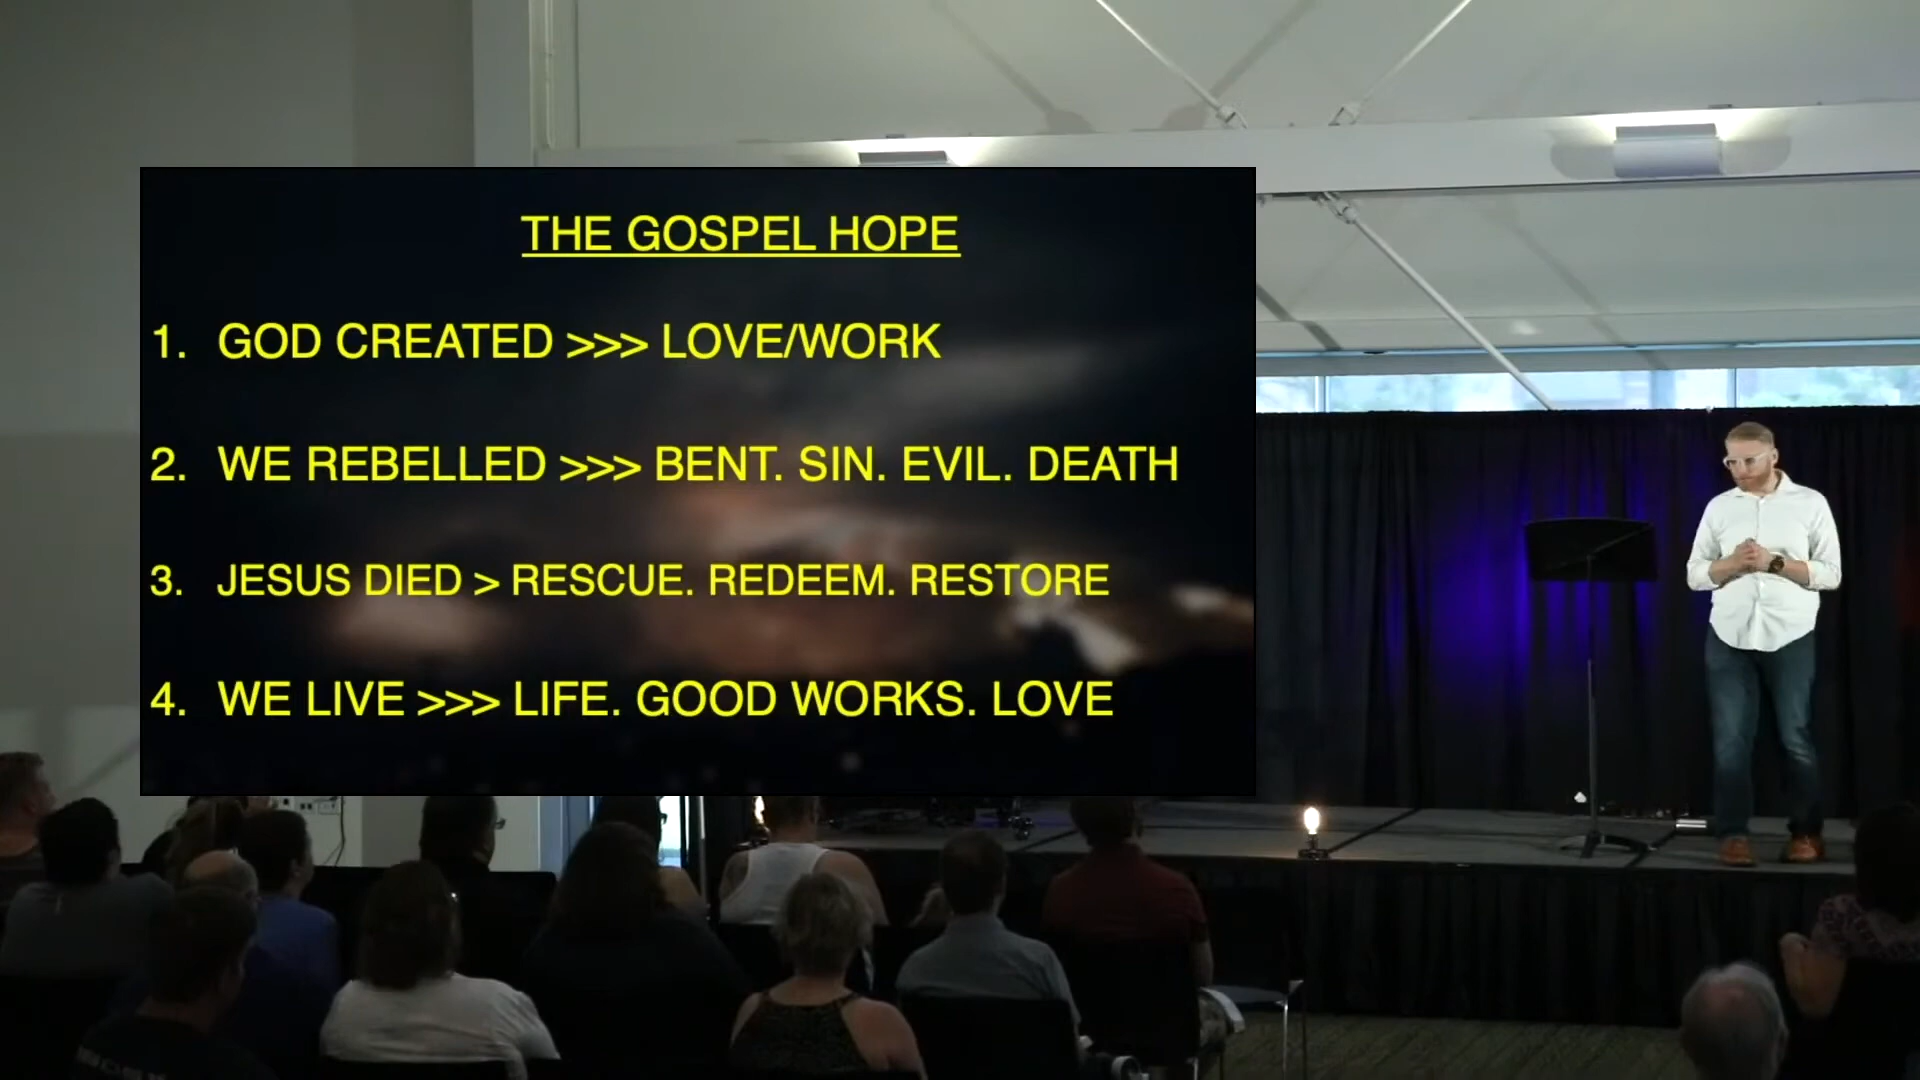 THE GOSPEL HOPE
1. GOD CREATED >>> LOVE/WORK
2. WE REBELLED >>> BENT. SIN. EVIL. DEATH
3. JESUS DIED > RESCUE. REDEEM. RESTORE
4. WE LIVE >>> LIFE. GOOD WORKS. LOVE